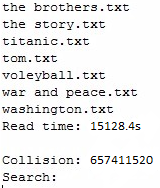 the brothers.txt
the story.txt
titanic.txt
tom.txt
voleyball.txt
war and peace.txt
washington.txt
Read time: 15128.4s
Collision: 657411520
Search: